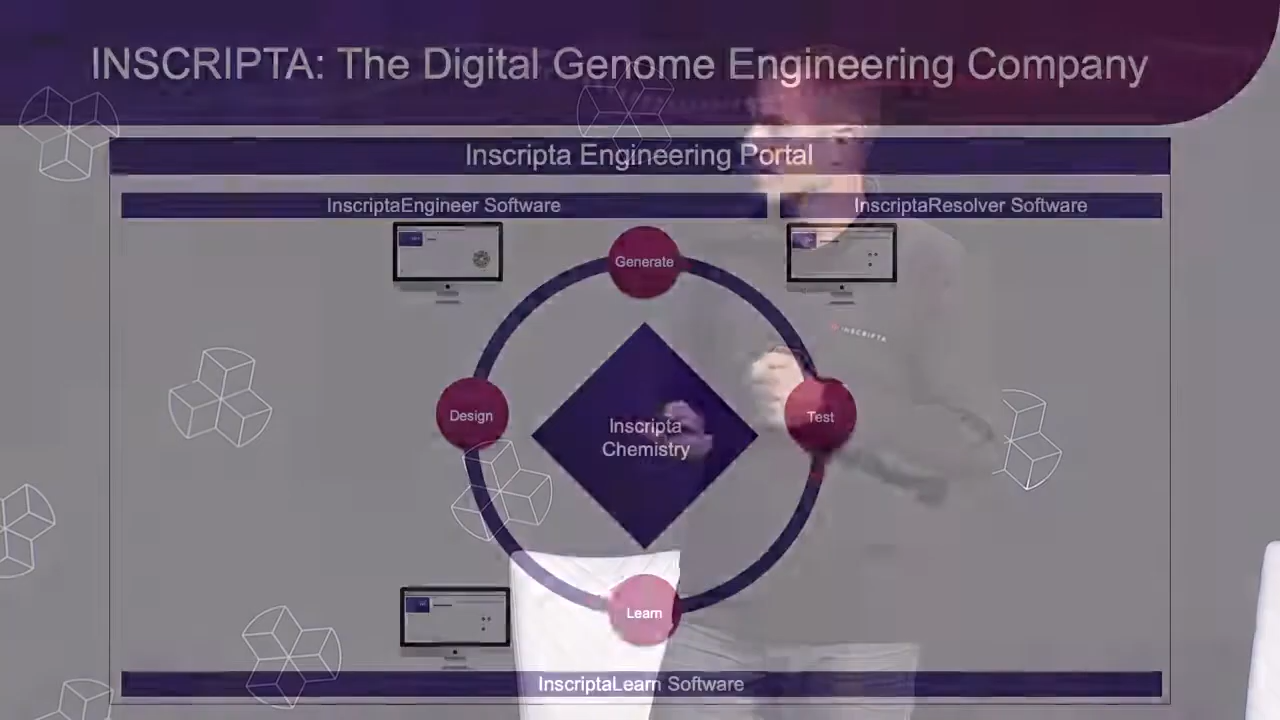 INSCRIPTA: The Digital Genome Engineering Company
Inscripta Engineering Portal
InscriptaEngineer Software
InscriptaResolver Software
Generate
INSCRIPTA
Design
Test
Inscripta
Chemistry
Learn
InscriptaLearn Software